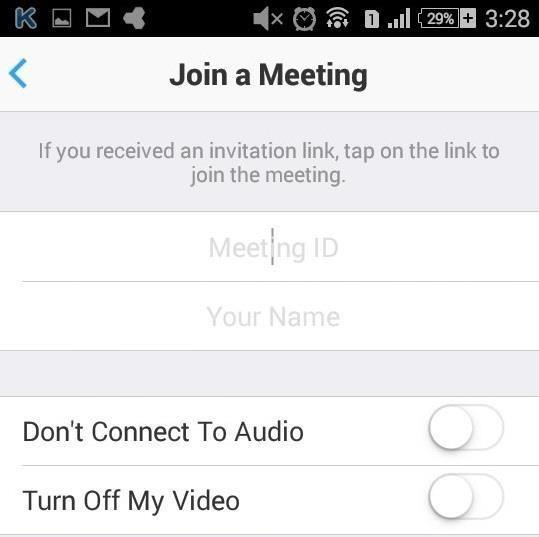 K 1 29% 3:28
Join a Meeting
If you received an invitation link, tap on the link to
join the meeting.
Meeting ID
Your Name
Don't Connect To Audio
Turn Off My Video